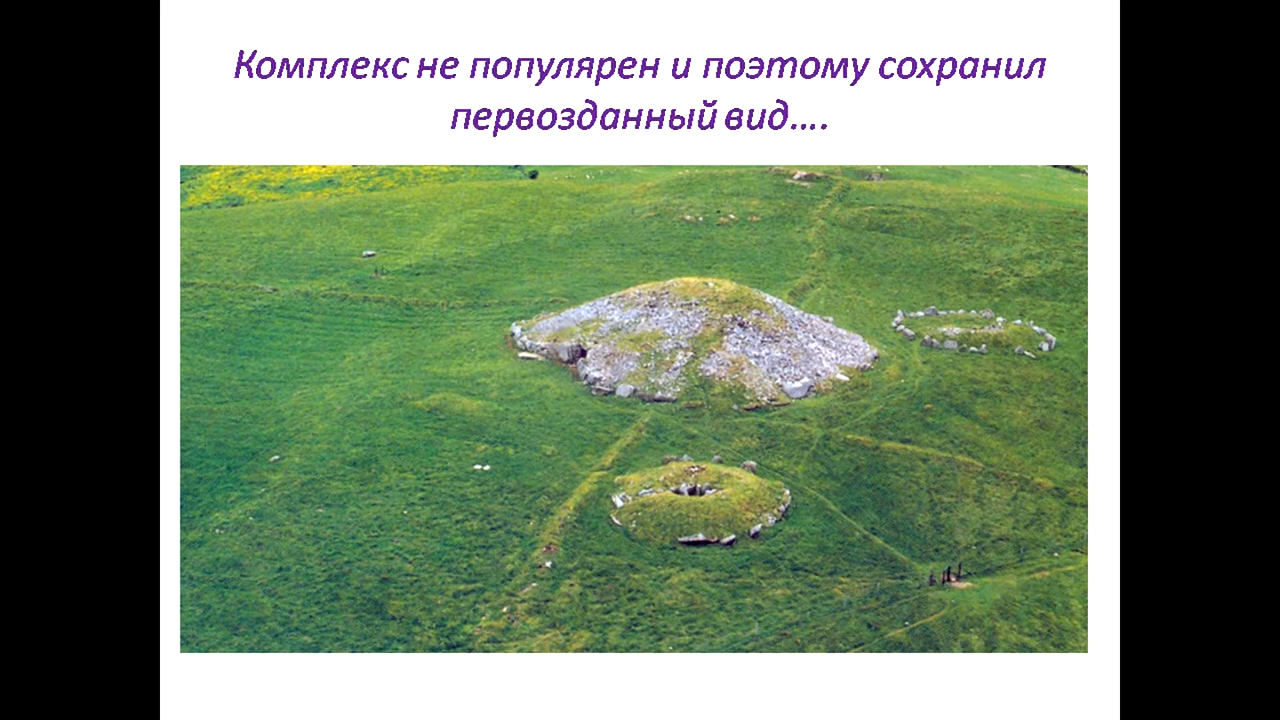 Комплекс не популярен и поэтому сохранил
первозданный вид….